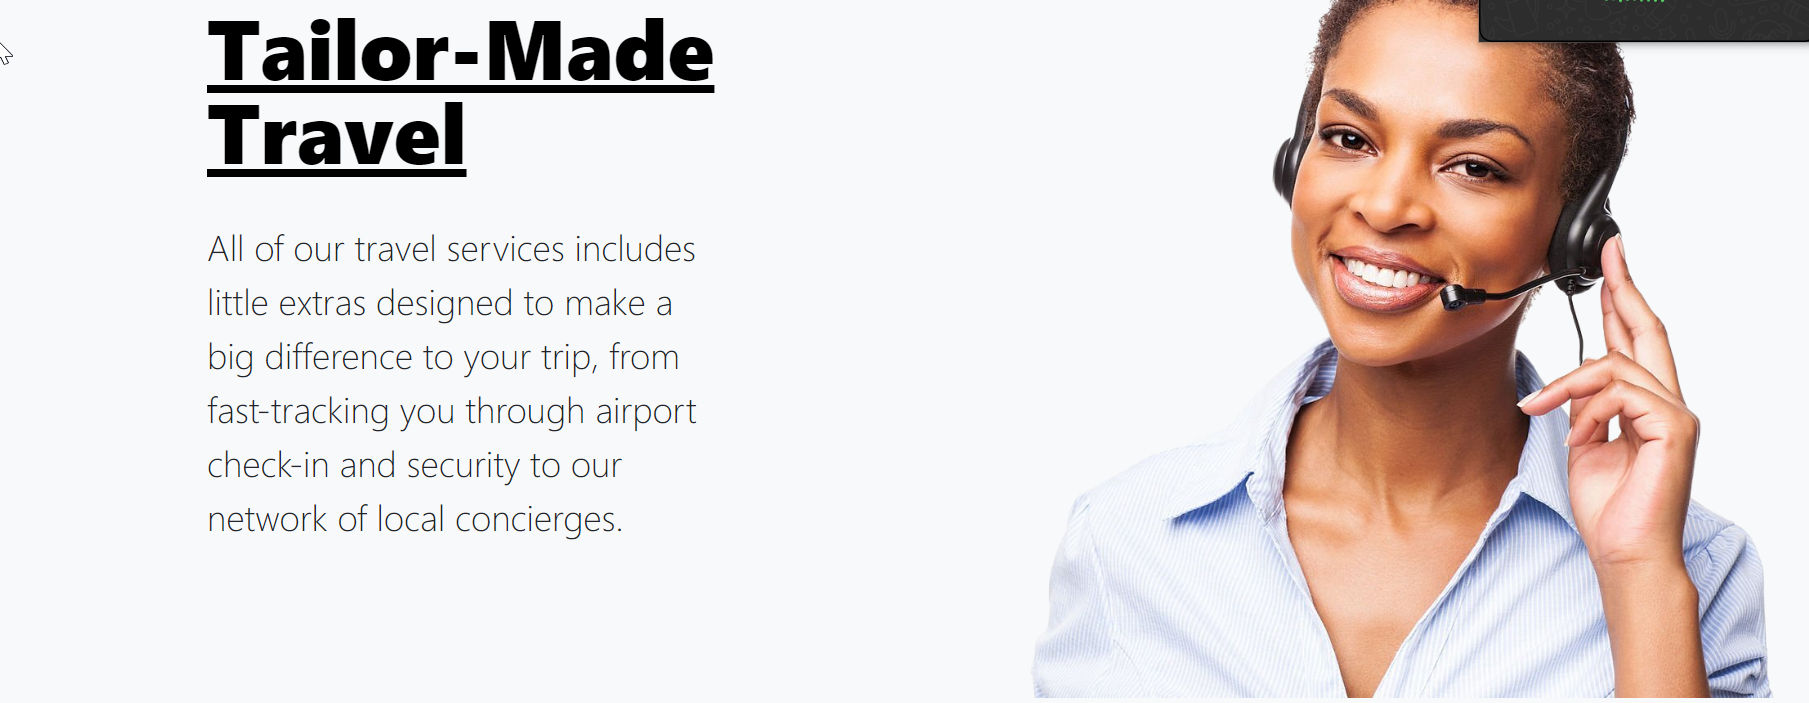 Tailor-Made
Travel
All of our travel services includes
little extras designed to make a
big difference to your trip, from
fast-tracking you through airport
check-in and security to our
network of local concierges.